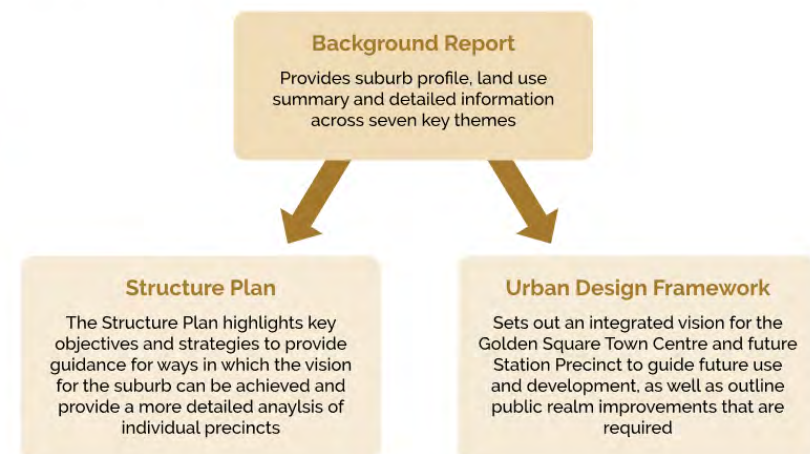 Background Report
Provides suburb profile, land use
summary and detailed information
across seven key themes
Structure Plan
The Structure Plan highlights key
objectives and strategies to provide
guidance for ways in which the vision
for the suburb can be achieved and
provide a more detailed anaylsis of
individual precincts
Urban Design Framework
Sets out an integrated vision for the
Golden Square Town Centre and future
Station Precinct to guide future use
and development, as well as outline
public realm improvements that are
required